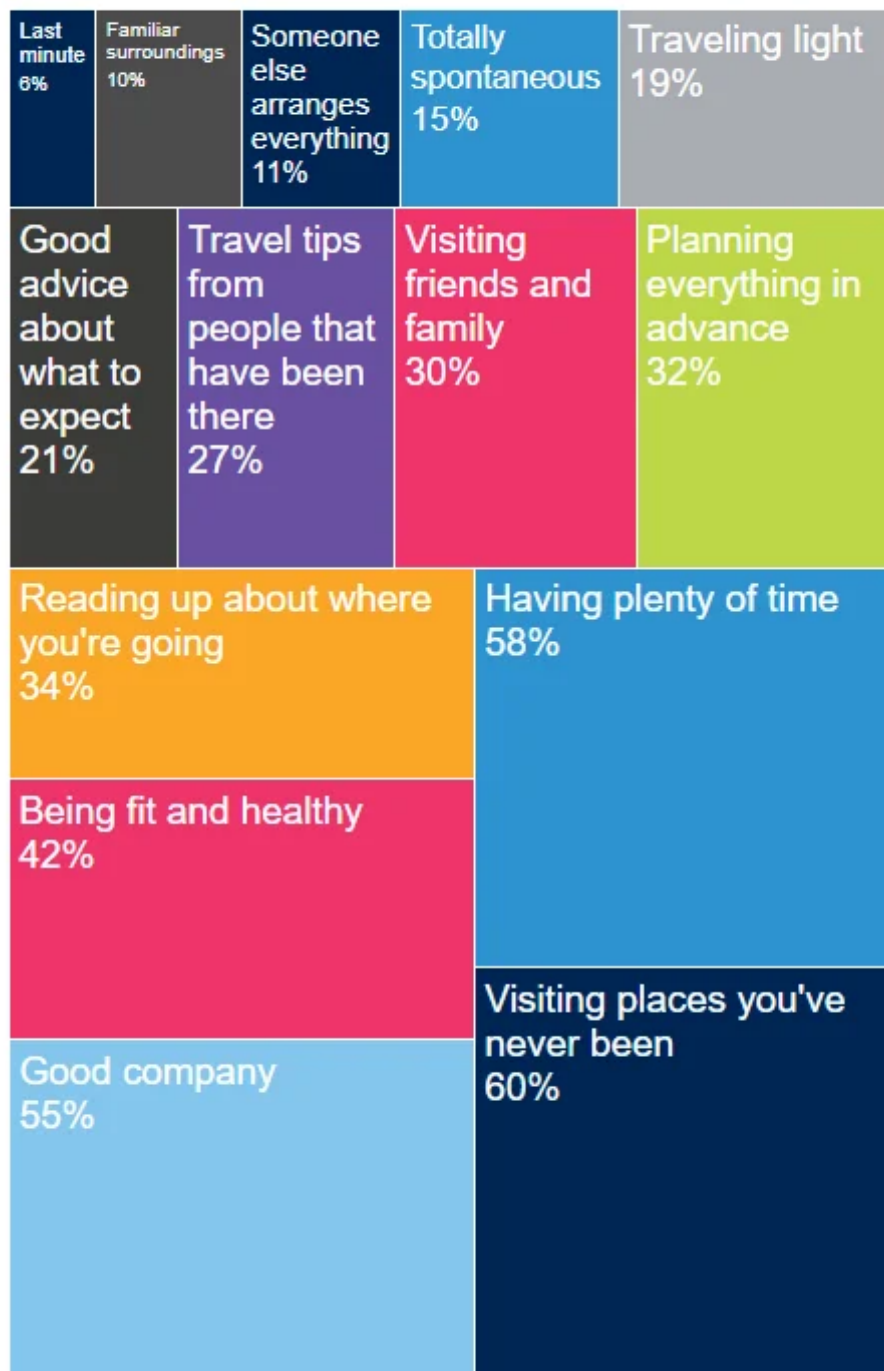 Last
minute
6%
Familiar
surroundings
10%
Someone
else
arranges
everything
11%
Totally
spontaneous
15%
Traveling light
19%
Good
advice
about
what to
expect
21%
Travel tips
from
people that
have been
there
27%
Visiting
friends and
family
30%
Planning
everything in
advance
32%
Reading up about where
you're going
34%
Having plenty of time
58%
Being fit and healthy
42%
Visiting places you've
never been
60%
Good company
55%